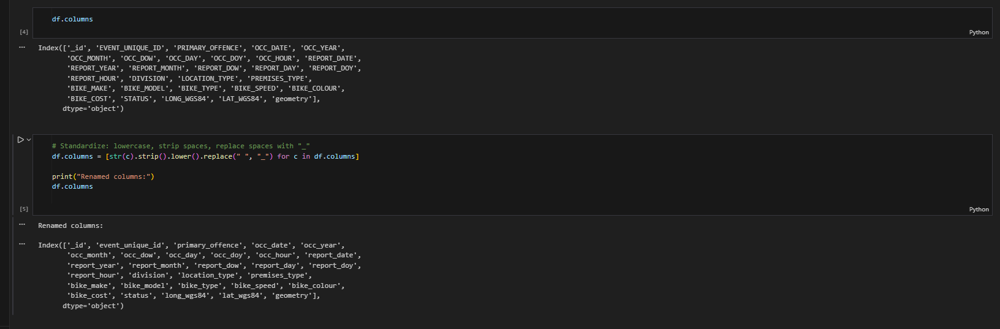 df.columns
[4]
Python
... Index(['_id', 'EVENT_UNIQUE_ID', 'PRIMARY_OFFENCE', 'OCC_DATE', 'OCC_YEAR',
'OCC_MONTH', 'OCC_DOW', 'OCC_DAY', 'OCC_DOY', 'OCC_HOUR', 'REPORT_DATE',
'REPORT_YEAR', 'REPORT_MONTH', 'REPORT_DOW', 'REPORT_DAY', 'REPORT_DOY',
'REPORT_HOUR', 'DIVISION', 'LOCATION_TYPE', 'PREMISES_TYPE',
'BIKE_MAKE', 'BIKE_MODEL', 'BIKE_TYPE', 'BIKE_SPEED', 'BIKE_COLOUR',
'BIKE_COST', 'STATUS', 'LONG_WGS84', 'LAT_WGS84', 'geometry'],
dtype='object')
# Standardize: lowercase, strip spaces, replace spaces with "_"
df.columns = [str(c).strip().lower().replace(" ", "_") for c in df.columns]
print("Renamed columns:")
df.columns
[5]
Python
... Renamed columns:
... Index(['_id', 'event_unique_id', 'primary_offence', 'occ_date', 'occ_year',
'occ_month', 'occ_dow', 'occ_day', 'occ_doy', 'occ_hour', 'report_date',
'report_year', 'report_month', 'report_dow', 'report_day', 'report_doy',
'report_hour', 'division', 'location_type', 'premises_type',
'bike_make', 'bike_model', 'bike_type', 'bike_speed', 'bike_colour',
'bike_cost', 'status', 'long_wgs84', 'lat_wgs84', 'geometry'],
dtype='object')